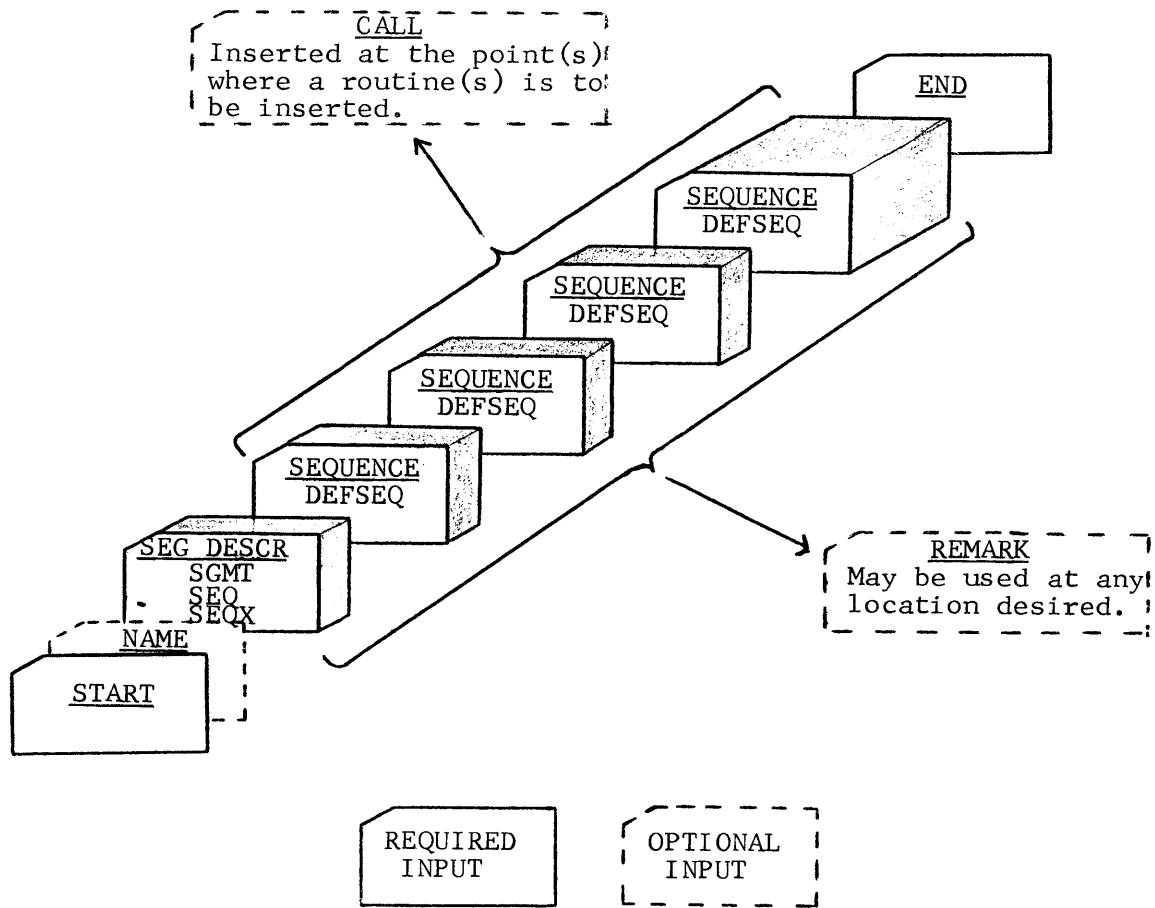 CALL
Inserted at the point(s)
where a routine(s) is to
be inserted.
END
SEQUENCE
DEFSEQ
SEQUENCE
DEFSEQ
SEQUENCE
DEFSEQ
SEQUENCE
DEFSEQ
SEG DESCR
SGMT
SEQ
SEQX
NAME
START
REMARK
May be used at any
location desired.
REQUIRED
INPUT
OPTIONAL
INPUT